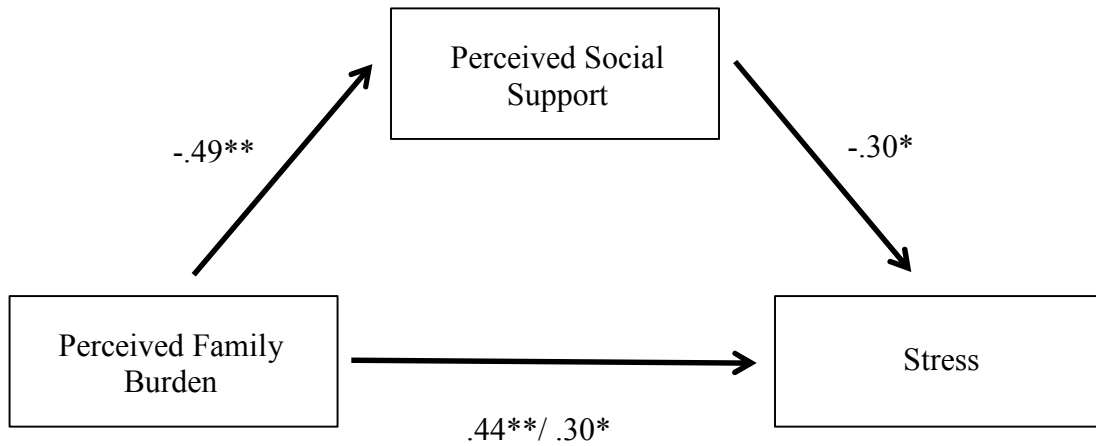 Perceived Social
Support
-.49**
-.30*
Perceived Family
Burden
Stress
.44**/ .30*